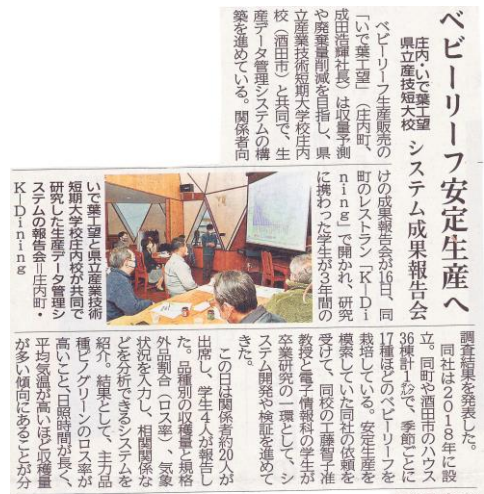 ベビーリーフ安定生産へ
庄内・いで葉工望
県立産技短大校
システム成果報告会
ベビーリーフ生産販売の
「いで葉工望」(庄内町、
成田浩輝社長)は収量予測
や廃棄量削減を目指し、県
立産業技術短期大学校庄内
校(酒田市)と共同で、生
産データ管理システムの構
築を進めている。関係者向
けの成果報告会が16日、同
町のレストラン「K―Di
ning」で開かれ、研究
に携わった学生が3年間の
いで葉工望と県立産業技術
短期大学校庄内校が共同で
研究した生産データ管理シ
ステムの報告会=庄内町・
K―Dining
調査結果を発表した。
同社は2018年に設
立。同町や酒田市のハウス
36棟計1㌶で、季節ごとに
17種ほどのベビーリーフを
栽培している。安定生産を
模索していた同社の依頼を
受けて、同校の工藤智子准
教授と電子情報科の学生が
卒業研究の一環として、シ
ステム開発や検証を進めて
きた。
この日は関係者約20人が
出席し、学生4人が報告し
た。品種別の収穫量と規格
外品割合(ロス率)、気象
状況を入力し、相関関係な
どを分析できるシステムを
紹介。結果として、主力品
種ピノグリーンのロス率が
高いこと、日照時間が長く、
平均気温が高いほど収穫量
が多い傾向にあることが分